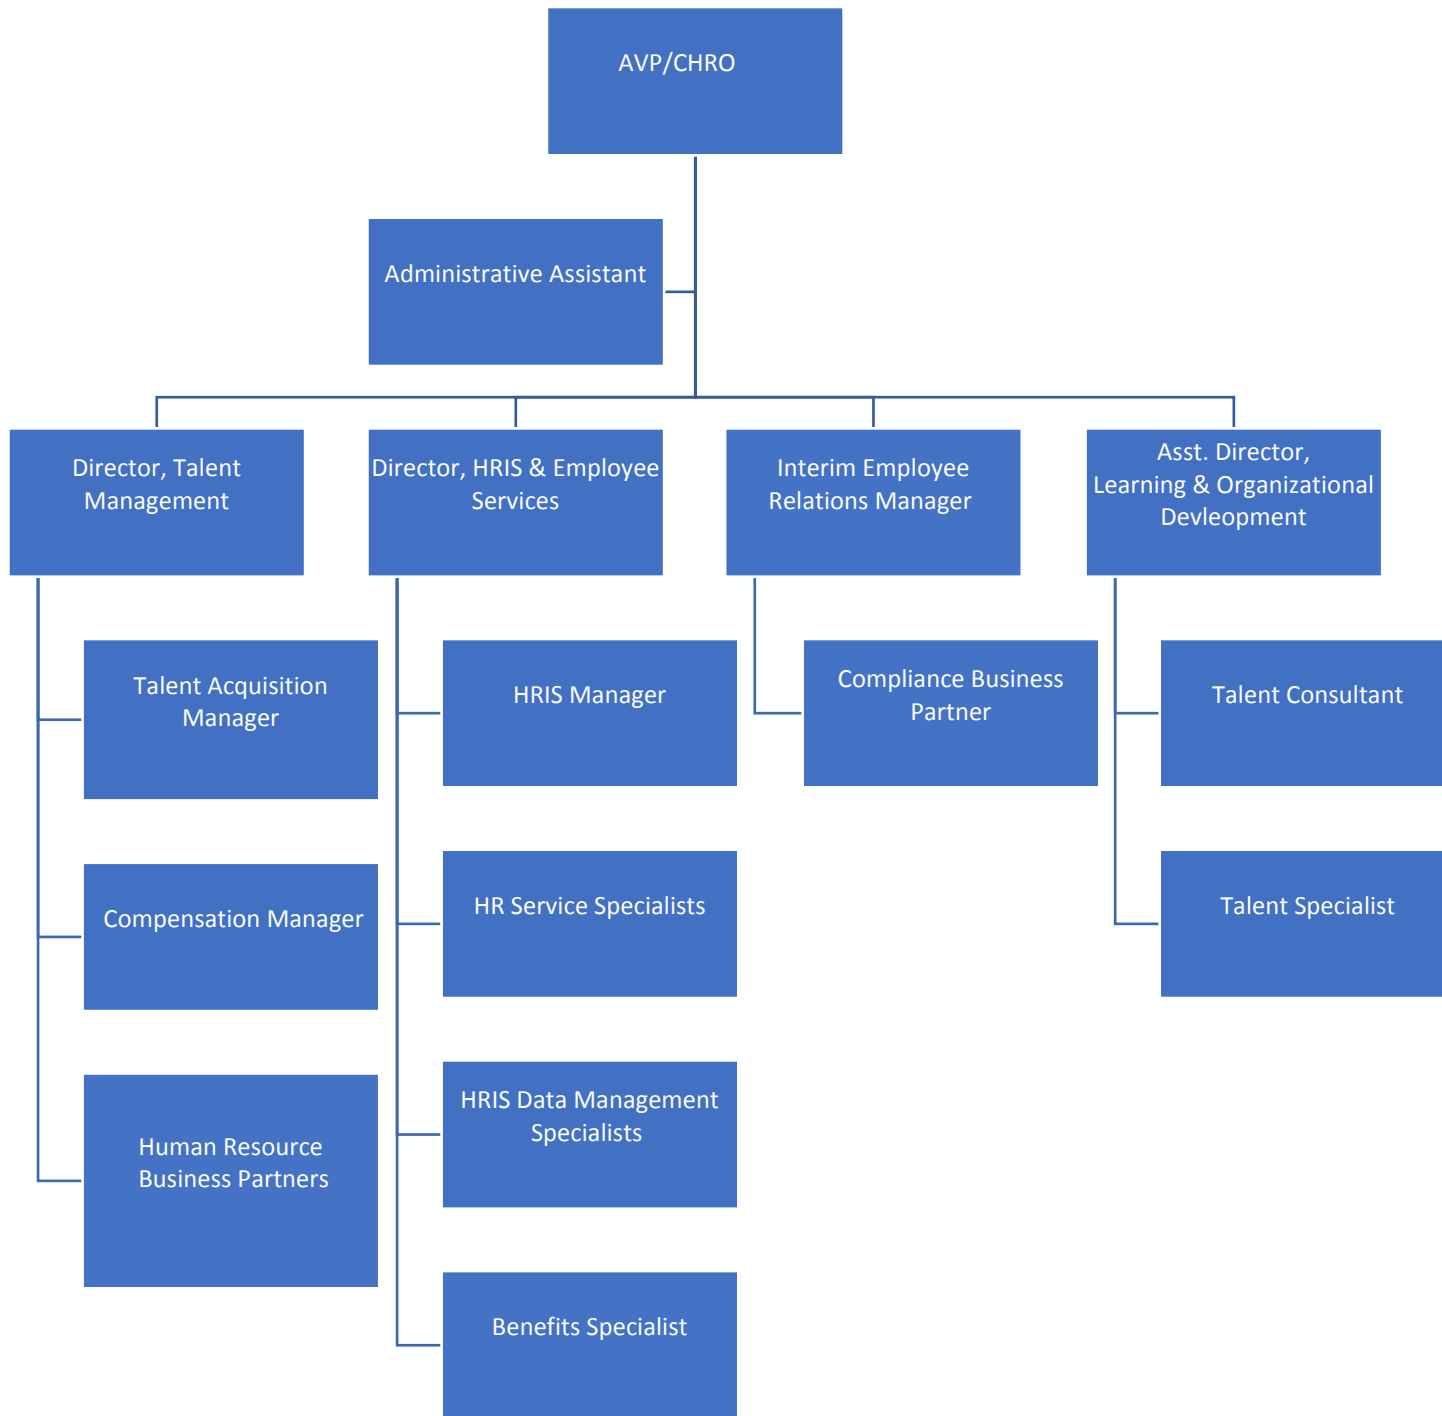 AVP/CHRO
Administrative Assistant
Director, Talent
Management
Director, HRIS & Employee
Services
Interim Employee
Relations Manager
Asst. Director,
Learning & Organizational
Devleopment
Talent Acquisition
Manager
HRIS Manager
Compliance Business
Partner
Talent Consultant
Compensation Manager
HR Service Specialists
Talent Specialist
Human Resource
Business Partners
HRIS Data Management
Specialists
Benefits Specialist